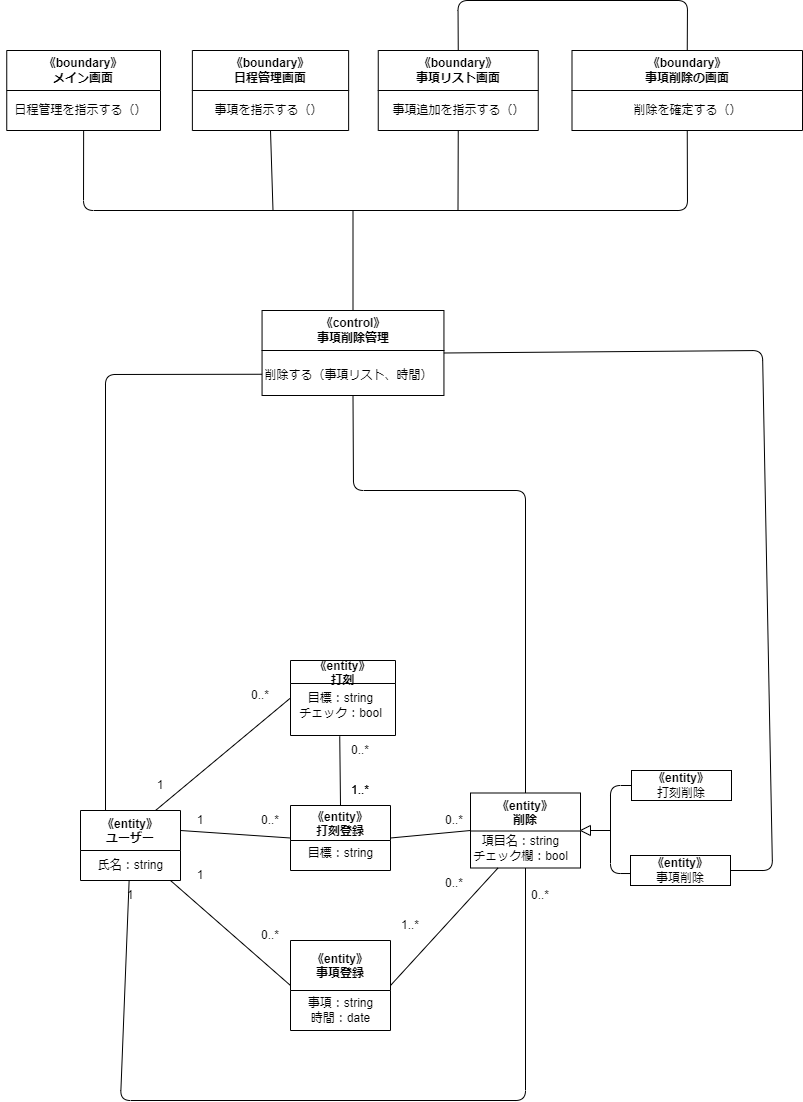 《boundary》
メイン画面
日程管理を指示する（）
《boundary》
日程管理画面
事項を指示する（）
《boundary》
事項リスト画面
事項追加を指示する（）
《boundary》
事項削除の画面
削除を確定する（）
《control》
事項削除管理
削除する（事項リスト、時間）
《entity》
打刻
目標：string
チェック：bool
0..*
1
0..*
1..*
《entity》
ユーザー
氏名：string
1
0..*
《entity》
打刻登録
目標：string
0..*
《entity》
削除
項目名：string
チェック欄：bool
《entity》
打刻削除
《entity》
事項削除
1
1
0..*
0..*
0..*
1..*
《entity》
事項登録
事項：string
時間：date